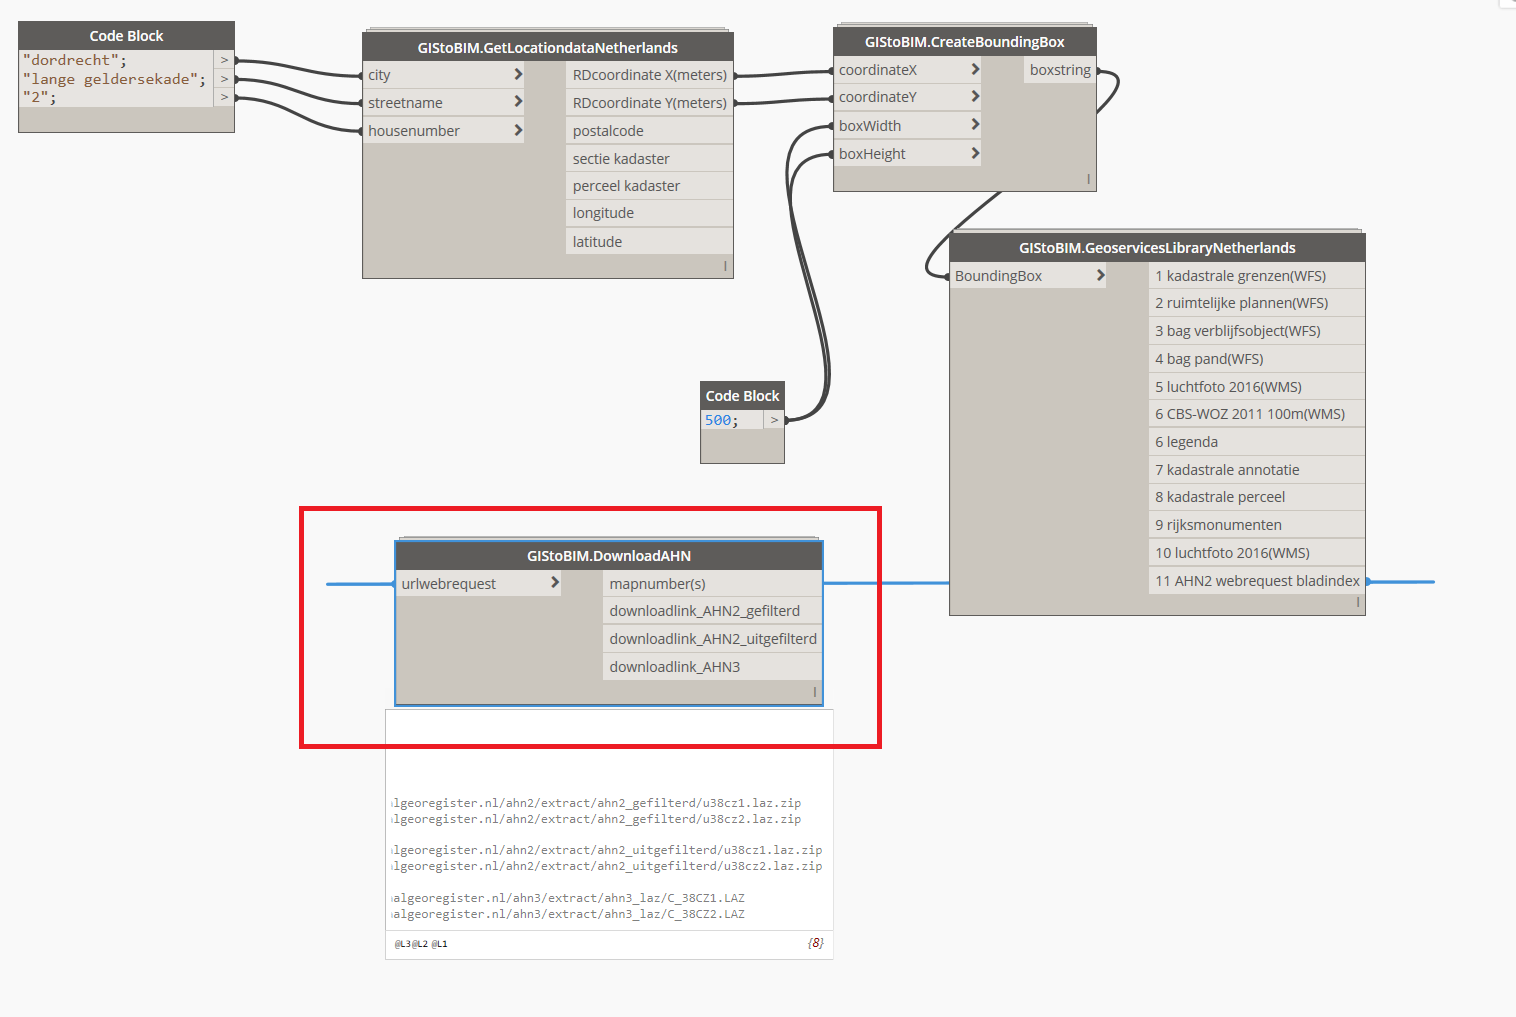 Code Block
"dordrecht"; >
"lange geldersekade"; >
"2"; >
GIStoBIM.GetLocationdataNetherlands
city > RDcoordinate X(meters)
streetname > RDcoordinate Y(meters)
housenumber > postalcode
sectie kadaster
perceel kadaster
longitude
latitude
l
GIStoBIM.CreateBoundingBox
coordinateX > boxstring
coordinateY >
boxWidth >
boxHeight >
l
GIStoBIM.GeoservicesLibraryNetherlands
BoundingBox > 1 kadastrale grenzen(WFS)
2 ruimtelijke plannen(WFS)
3 bag verblijfsobject(WFS)
4 bag pand(WFS)
5 luchtfoto 2016(WMS)
6 CBS-WOZ 2011 100m(WMS)
6 legenda
7 kadastrale annotatie
8 kadastrale perceel
9 rijksmonumenten
10 luchtfoto 2016(WMS)
11 AHN2 webrequest bladindex
l
Code Block
500; >
GIStoBIM.DownloadAHN
urlwebrequest > mapnumber(s)
downloadlink_AHN2_gefilterd
downloadlink_AHN2_uitgefilterd
downloadlink_AHN3
l
algeoregister.nl/ahn2/extract/ahn2_gefilterd/u38cz1.laz.zip
algeoregister.nl/ahn2/extract/ahn2_gefilterd/u38cz2.laz.zip
algeoregister.nl/ahn2/extract/ahn2_uitgefilterd/u38cz1.laz.zip
algeoregister.nl/ahn2/extract/ahn2_uitgefilterd/u38cz2.laz.zip
algeoregister.nl/ahn3/extract/ahn3_laz/C_38CZ1.LAZ
algeoregister.nl/ahn3/extract/ahn3_laz/C_38CZ2.LAZ
@L3 @L2 @L1 {8}